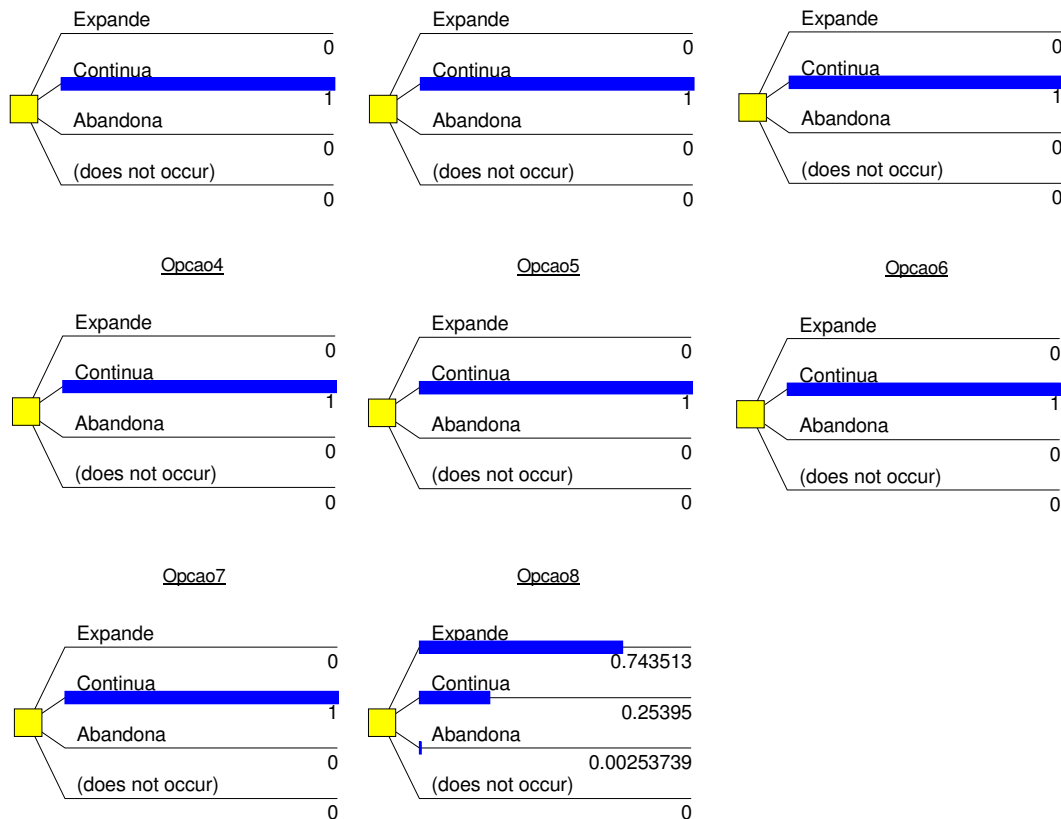 Expande
0
Continua
1
Abandona
0
(does not occur)
0
Expande
0
Continua
1
Abandona
0
(does not occur)
0
Expande
0
Continua
1
Abandona
0
(does not occur)
0
Opcao4
Expande
0
Continua
1
Abandona
0
(does not occur)
0
Opcao5
Expande
0
Continua
1
Abandona
0
(does not occur)
0
Opcao6
Expande
0
Continua
1
Abandona
0
(does not occur)
0
Opcao7
Expande
0
Continua
1
Abandona
0
(does not occur)
0
Opcao8
Expande
0.743513
Continua
0.25395
Abandona
0.00253739
(does not occur)
0